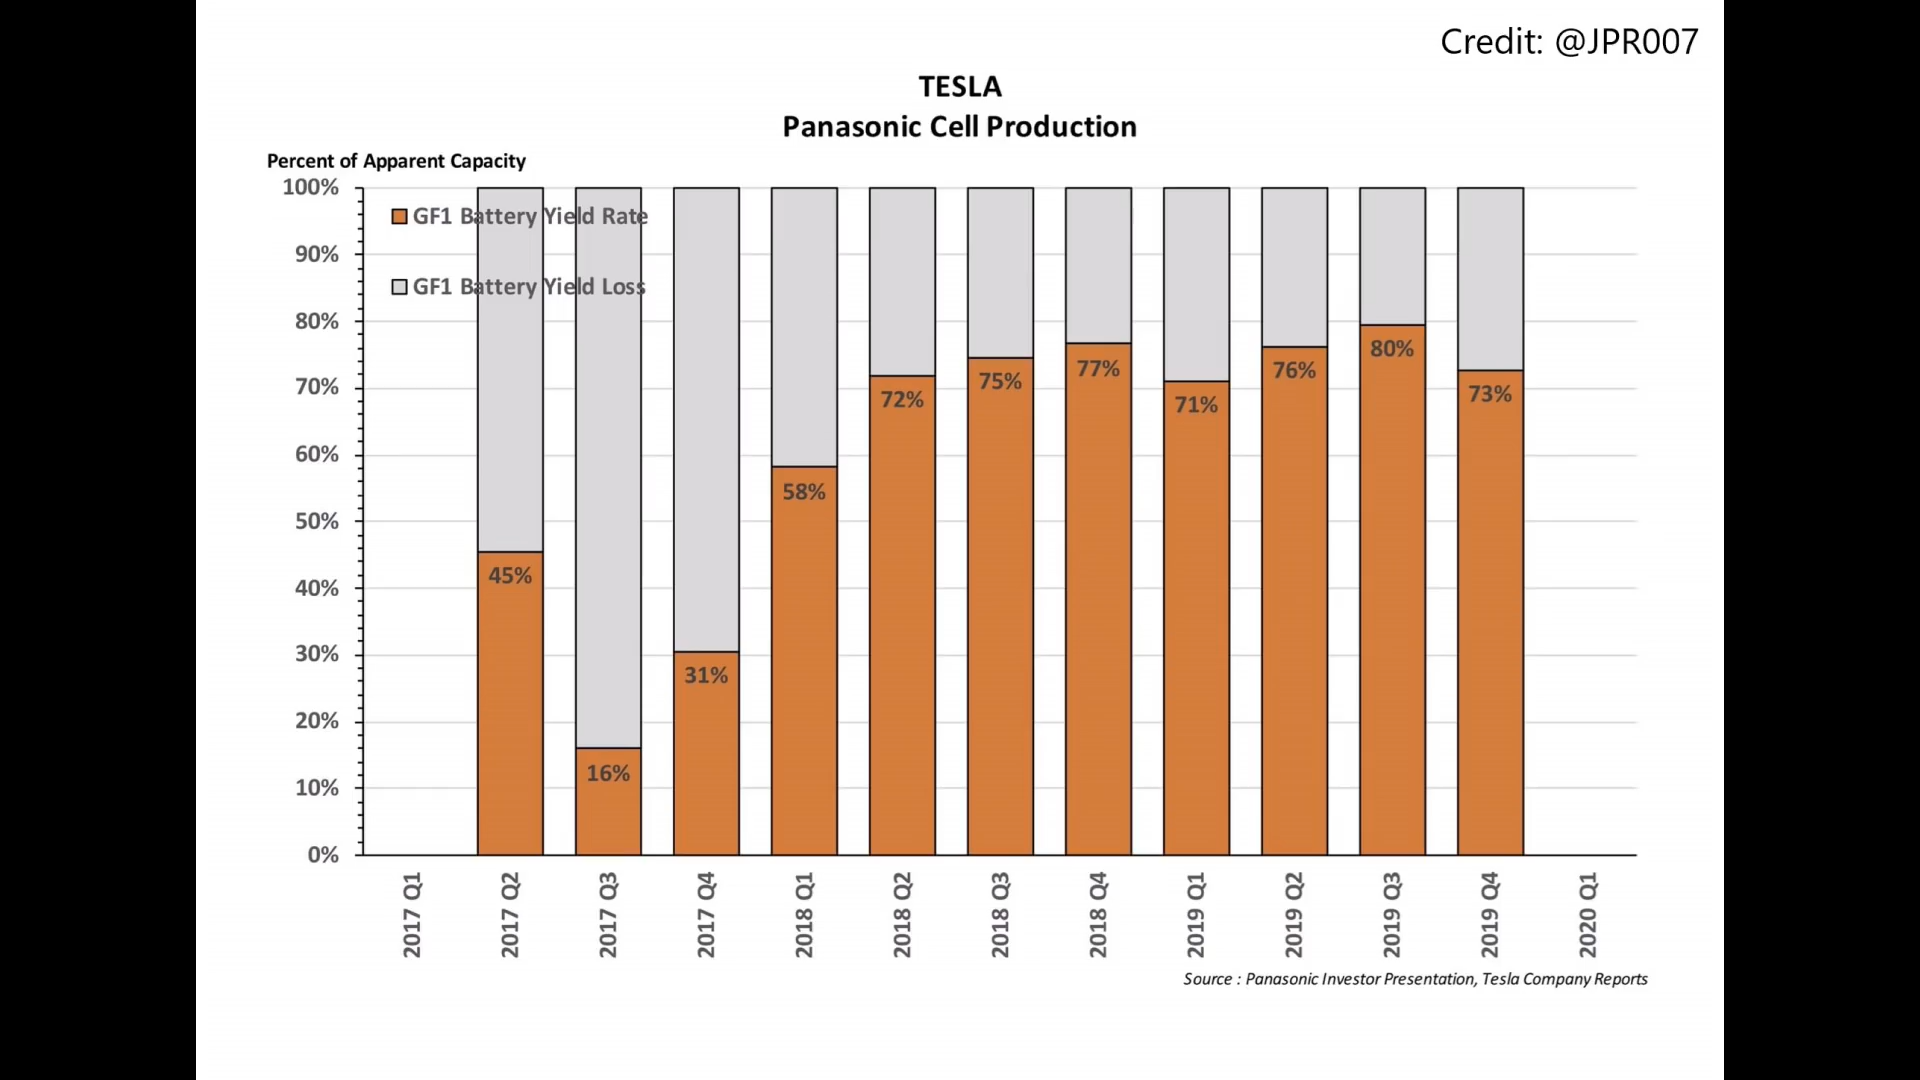 Credit: @JPR007
TESLA
Panasonic Cell Production
Percent of Apparent Capacity
100%
90%
80%
70%
60%
50%
40%
30%
20%
10%
0%
GF1 Battery Yield Rate
GF1 Battery Yield Loss
45%
16%
31%
58%
72%
75%
77%
71%
76%
80%
73%
2017 Q1
2017 Q2
2017 Q3
2017 Q4
2018 Q1
2018 Q2
2018 Q3
2018 Q4
2019 Q1
2019 Q2
2019 Q3
2019 Q4
2020 Q1
Source : Panasonic Investor Presentation, Tesla Company Reports